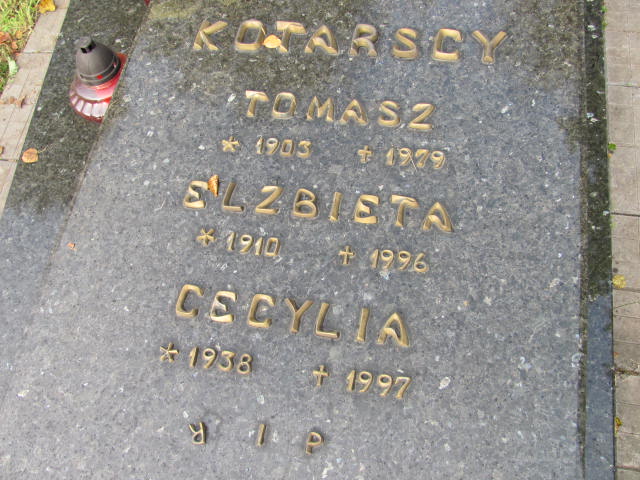 KOTARSCY
TOMASZ
* 1903 + 1979
ELZBIETA
* 1910 + 1996
CECYLIA
* 1938 + 1997
R I P